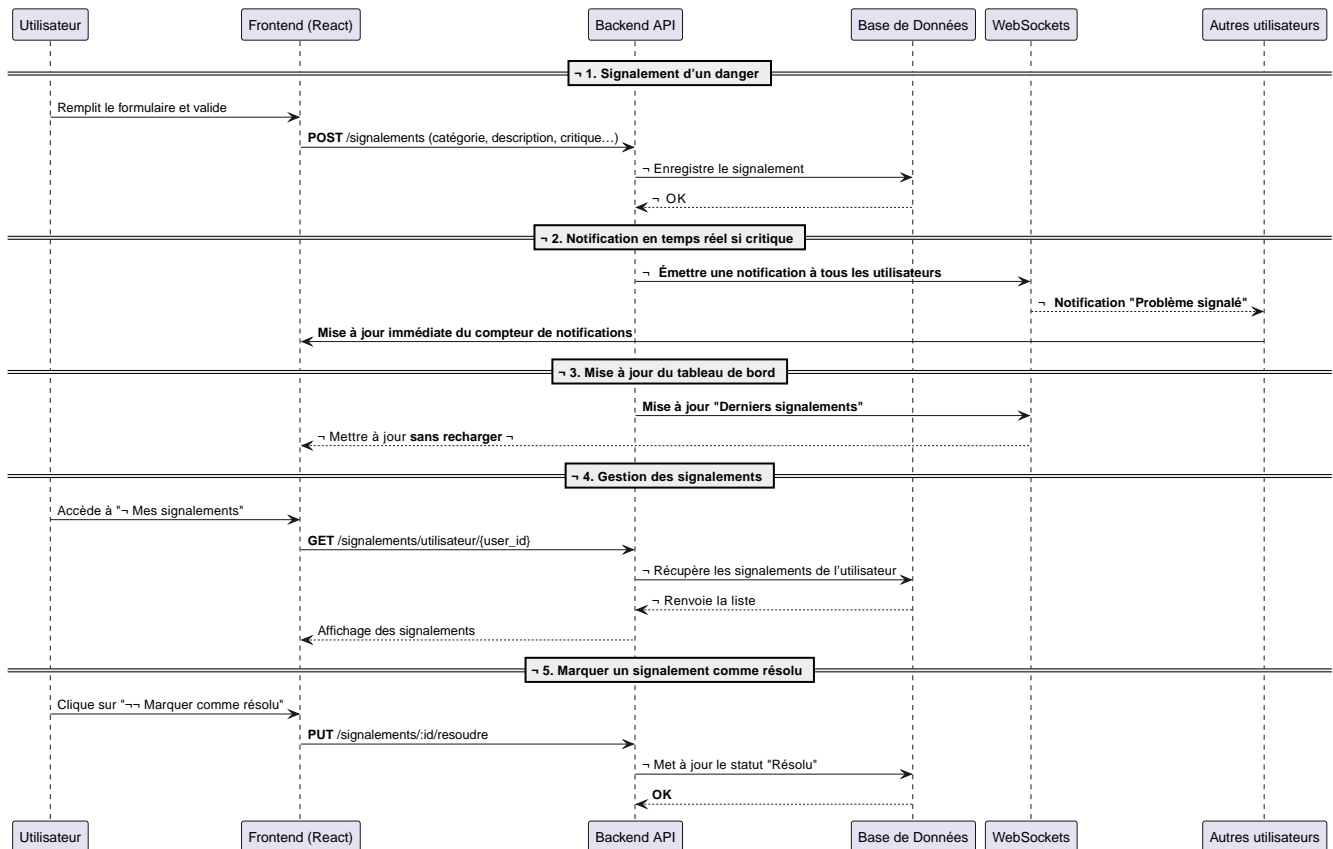 Utilisateur
Frontend (React)
Backend API
Base de Données
WebSockets
Autres utilisateurs
¬ 1. Signalement d’un danger
Remplit le formulaire et valide
POST /signalements (catégorie, description, critique…)
¬ Enregistre le signalement
¬ OK
¬ 2. Notification en temps réel si critique
¬ Émettre une notification à tous les utilisateurs
¬ Notification "Problème signalé"
Mise à jour immédiate du compteur de notifications
¬ 3. Mise à jour du tableau de bord
Mise à jour "Derniers signalements"
¬ Mettre à jour sans recharger ¬
¬ 4. Gestion des signalements
Accède à "¬ Mes signalements"
GET /signalements/utilisateur/{user_id}
¬ Récupère les signalements de l’utilisateur
¬ Renvoie la liste
Affichage des signalements
¬ 5. Marquer un signalement comme résolu
Clique sur "¬¬ Marquer comme résolu"
PUT /signalements/:id/resoudre
¬ Met à jour le statut "Résolu"
OK
Utilisateur
Frontend (React)
Backend API
Base de Données
WebSockets
Autres utilisateurs